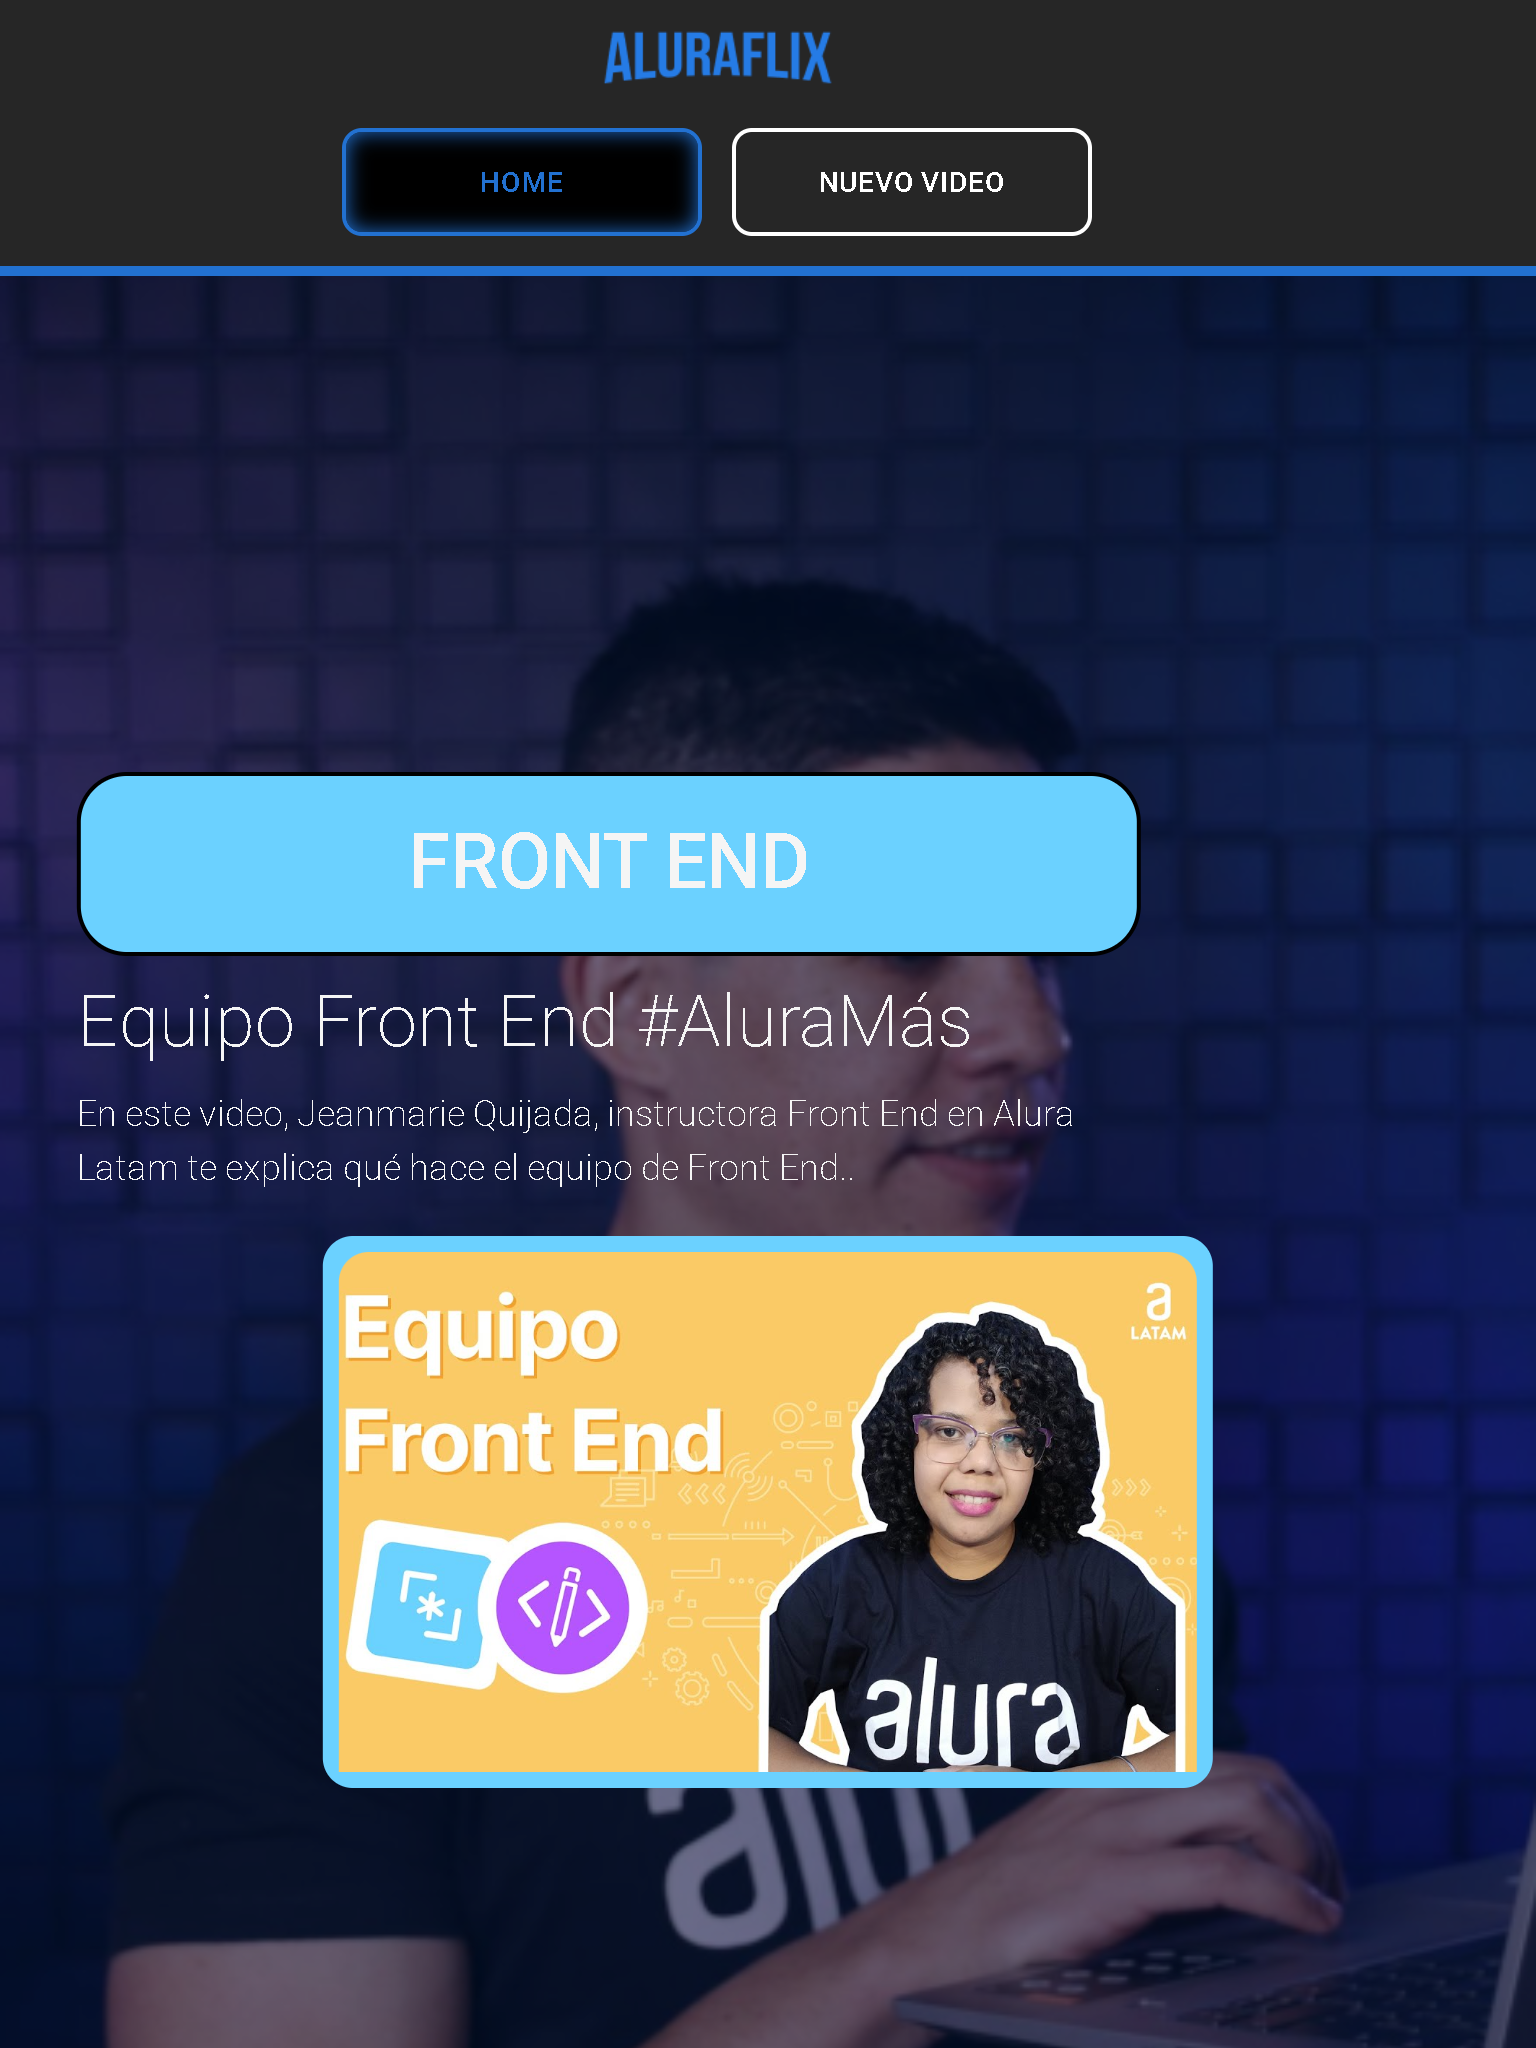 ALURAFLIX
HOME
NUEVO VIDEO
FRONT END
Equipo Front End #AluraMás
En este video, Jeanmarie Quijada, instructora Front End en Alura
Latam te explica qué hace el equipo de Front End..
Equipo
Front End
a
LATAM
alura
alu